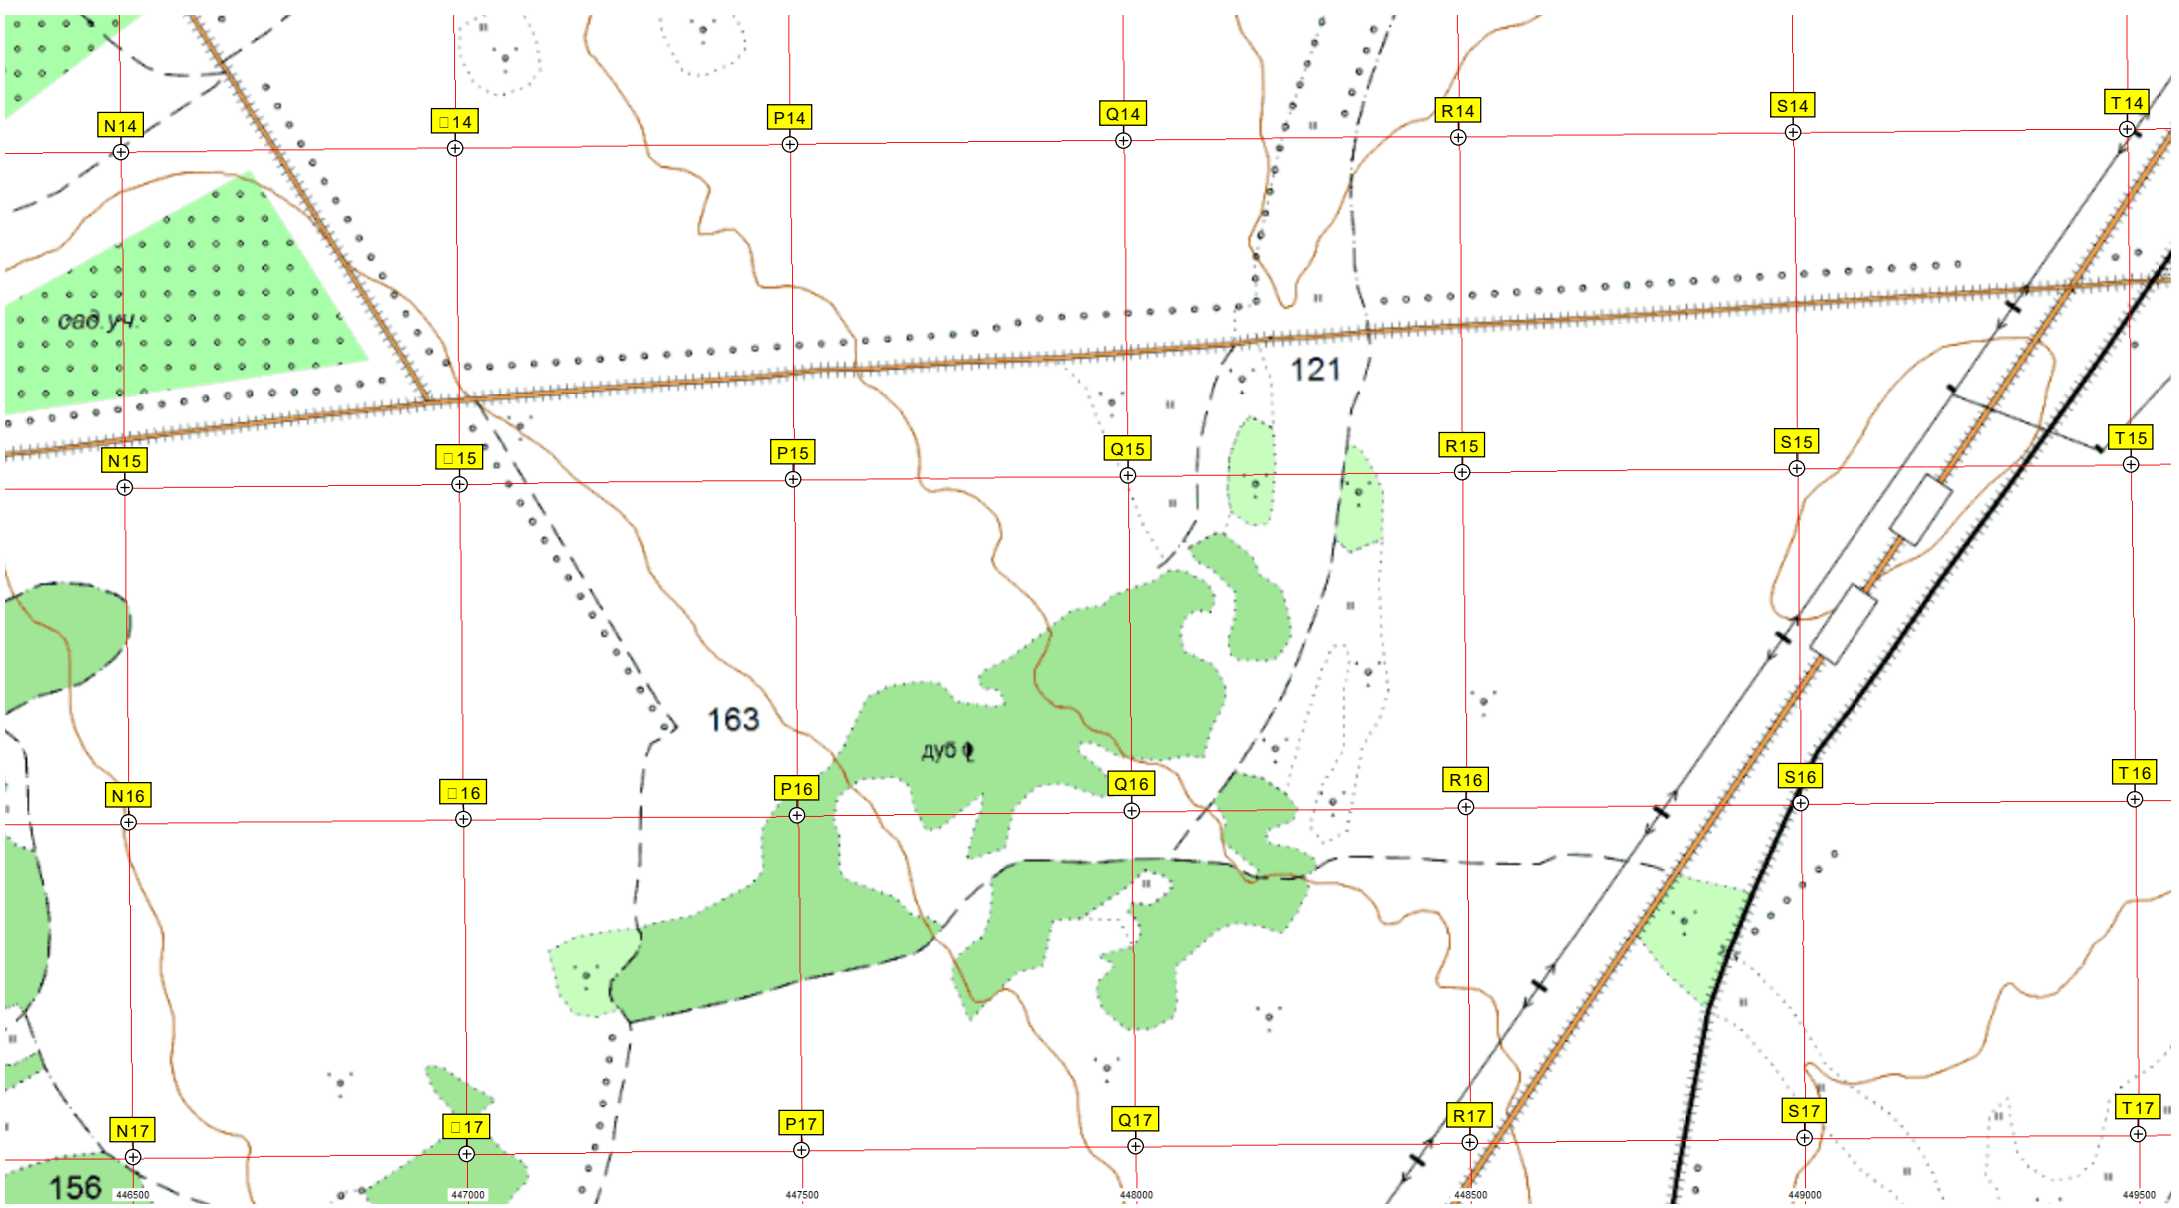 N14 □14 P14 Q14 R14 S14 T14
сад.уч.
121
N15 □15 P15 Q15 R15 S15 T15
163
дуб
N16 □16 P16 Q16 R16 S16 T16
N17 □17 P17 Q17 R17 S17 T17
156
446500 447000 447500 448000 448500 449000 449500